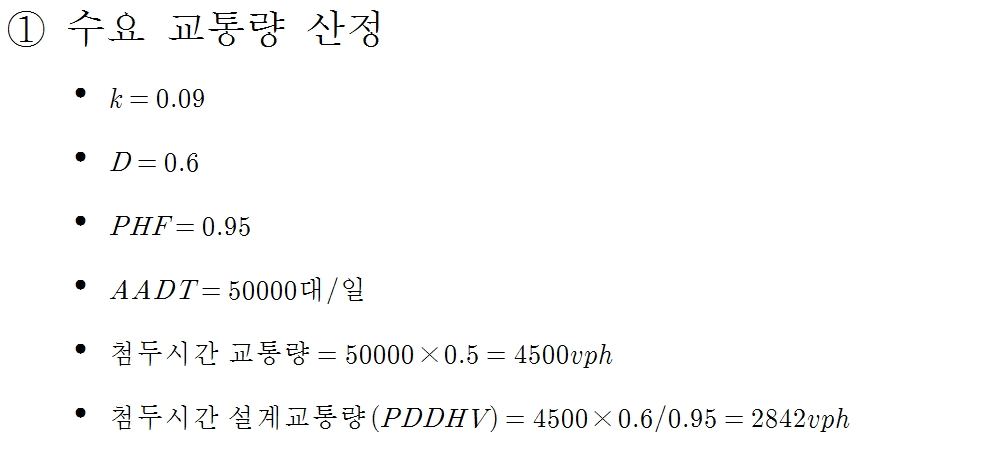 ① 수요 교통량 산정
• k = 0.09
• D = 0.6
• PHF = 0.95
• AADT = 50000대/일
• 첨두시간 교통량 = 50000×0.5 = 4500vph
• 첨두시간 설계교통량(PDDHV) = 4500×0.6/0.95 = 2842vph